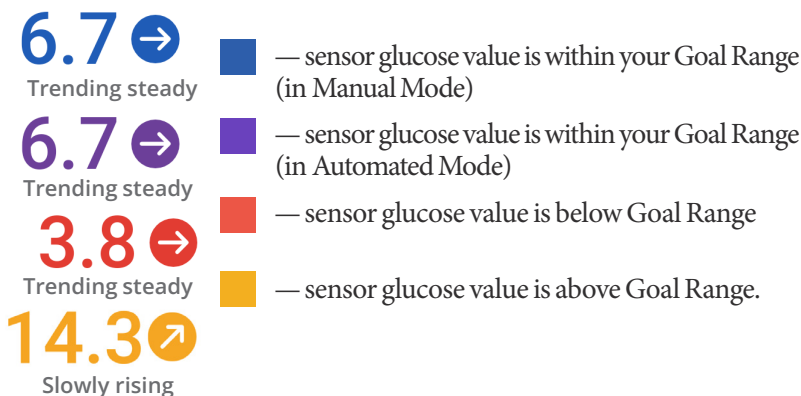 6.7
Trending steady
— sensor glucose value is within your Goal Range
(in Manual Mode)
6.7
Trending steady
— sensor glucose value is within your Goal Range
(in Automated Mode)
3.8
Trending steady
— sensor glucose value is below Goal Range
14.3
Slowly rising
— sensor glucose value is above Goal Range.